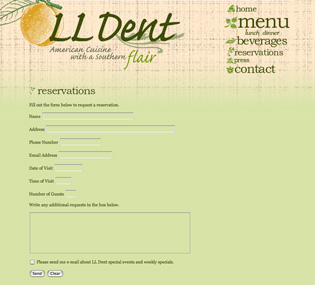 LL Dent
American Cuisine
with a Southern flair
home
menu
lunch dinner
beverages
reservations
press
contact
reservations
Fill out the form below to request a reservation.
Name
Address
Phone Number
Email Address
Date of Visit
Time of Visit
Number of Guests
Write any additional requests in the box below.
Please send me e-mail about LL Dent special events and weekly specials.
Send Clear